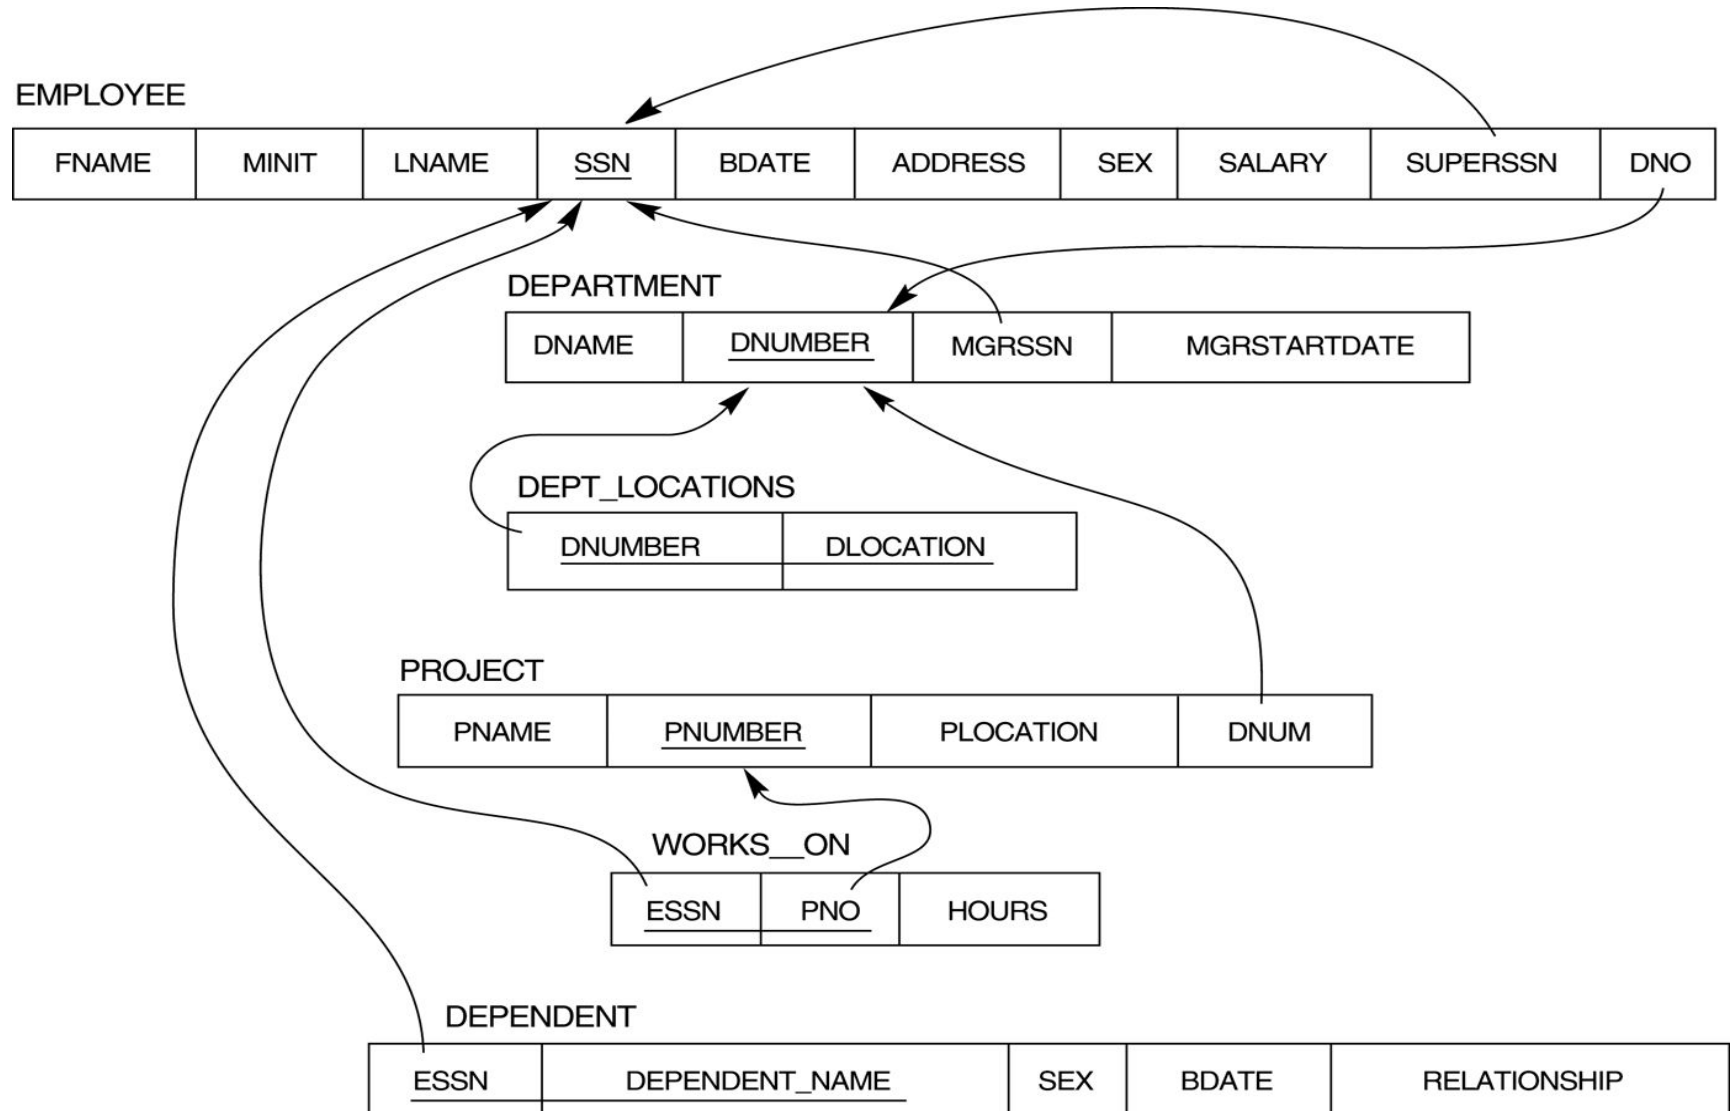 EMPLOYEE
FNAME MINIT LNAME SSN BDATE ADDRESS SEX SALARY SUPERSSN DNO
DEPARTMENT
DNAME DNUMBER MGRSSN MGRSTARTDATE
DEPT_LOCATIONS
DNUMBER DLOCATION
PROJECT
PNAME PNUMBER PLOCATION DNUM
WORKS__ON
ESSN PNO HOURS
DEPENDENT
ESSN DEPENDENT_NAME SEX BDATE RELATIONSHIP